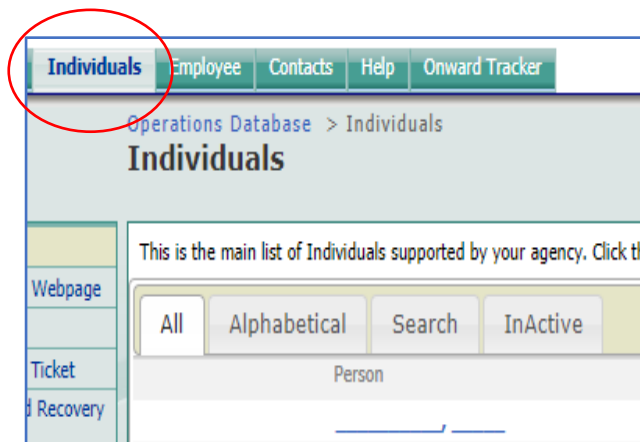 Individuals Employee Contacts Help Onward Tracker
Operations Database > Individuals
Individuals
This is the main list of Individuals supported by your agency. Click
Webpage
All Alphabetical Search InActive
Ticket
Person
Recovery